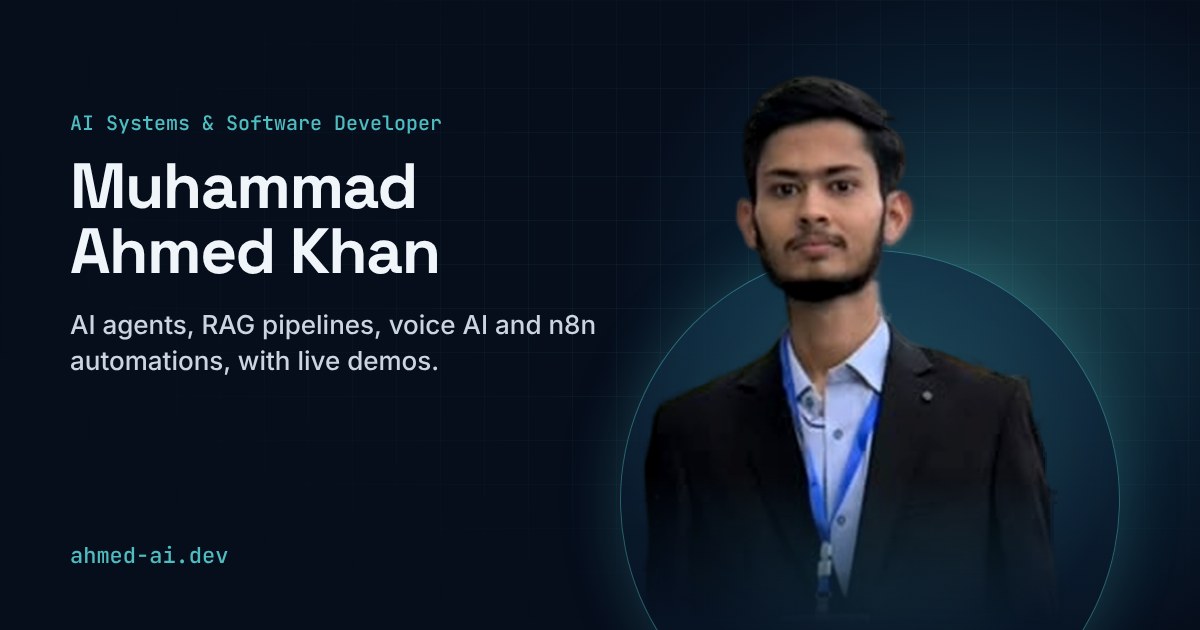 AI Systems & Software Developer
Muhammad
Ahmed Khan
AI agents, RAG pipelines, voice AI and n8n
automations, with live demos.
ahmed-ai.dev